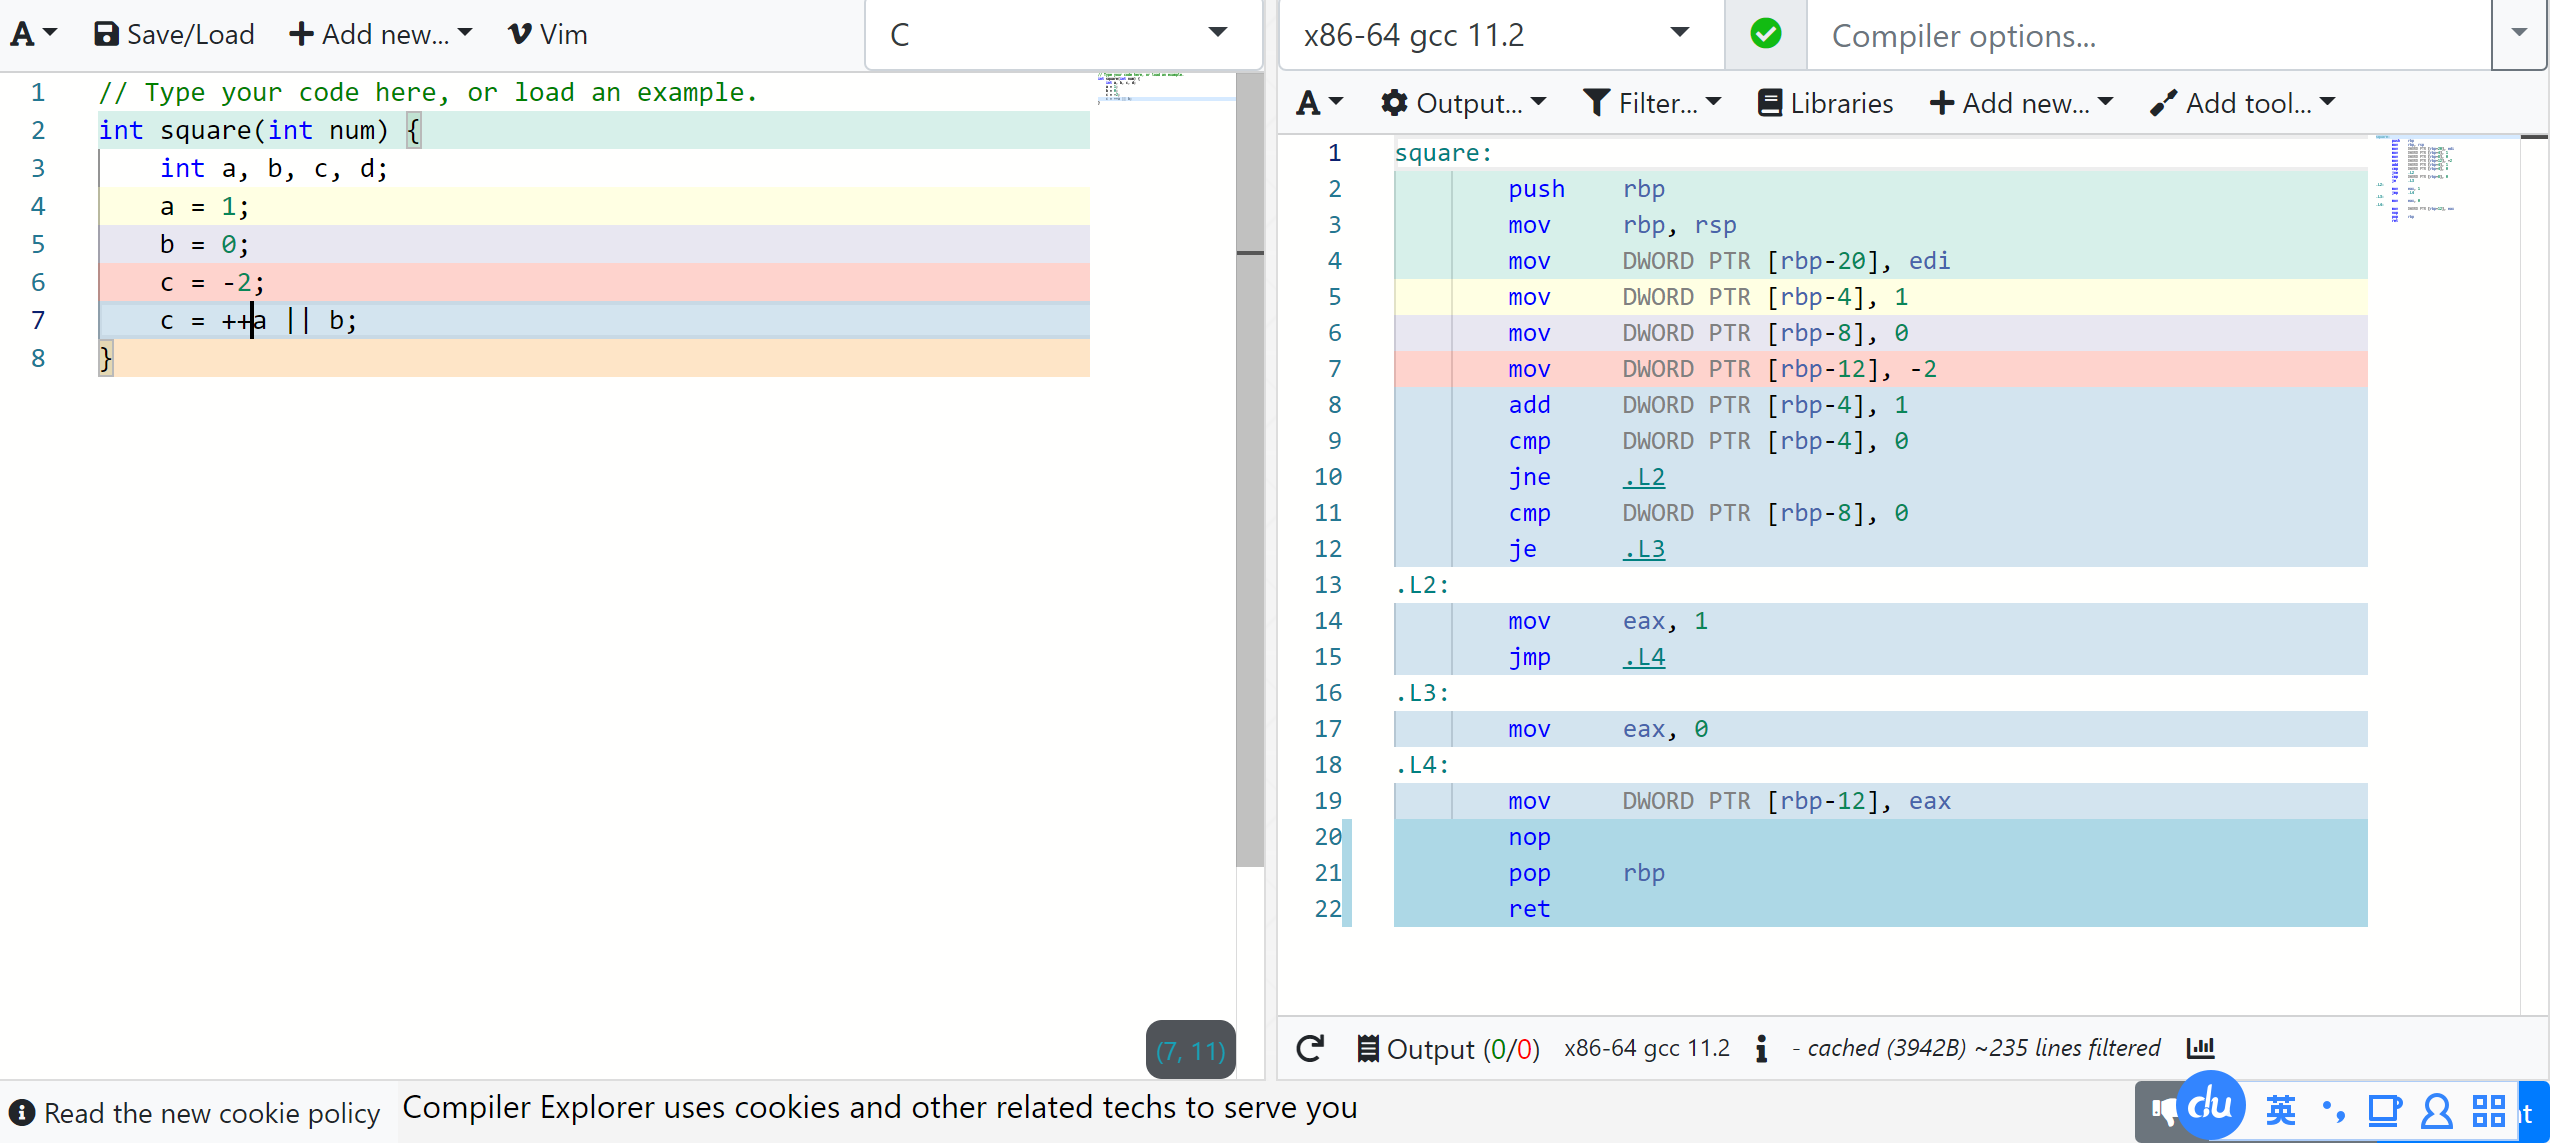 A Save/Load Add new... Vim C
1 // Type your code here, or load an example.
2 int square(int num) {
3 int a, b, c, d;
4 a = 1;
5 b = 0;
6 c = -2;
7 c = ++a || b;
8 }
(7, 11)
x86-64 gcc 11.2 Compiler options...
A Output... Filter... Libraries Add new... Add tool...
1 square:
2 push rbp
3 mov rbp, rsp
4 mov DWORD PTR [rbp-20], edi
5 mov DWORD PTR [rbp-4], 1
6 mov DWORD PTR [rbp-8], 0
7 mov DWORD PTR [rbp-12], -2
8 add DWORD PTR [rbp-4], 1
9 cmp DWORD PTR [rbp-4], 0
10 jne .L2
11 cmp DWORD PTR [rbp-8], 0
12 je .L3
13 .L2:
14 mov eax, 1
15 jmp .L4
16 .L3:
17 mov eax, 0
18 .L4:
19 mov DWORD PTR [rbp-12], eax
20 nop
21 pop rbp
22 ret
Output (0/0) x86-64 gcc 11.2 - cached (3942B) ~235 lines filtered
Read the new cookie policy Compiler Explorer uses cookies and other related techs to serve you
du 英